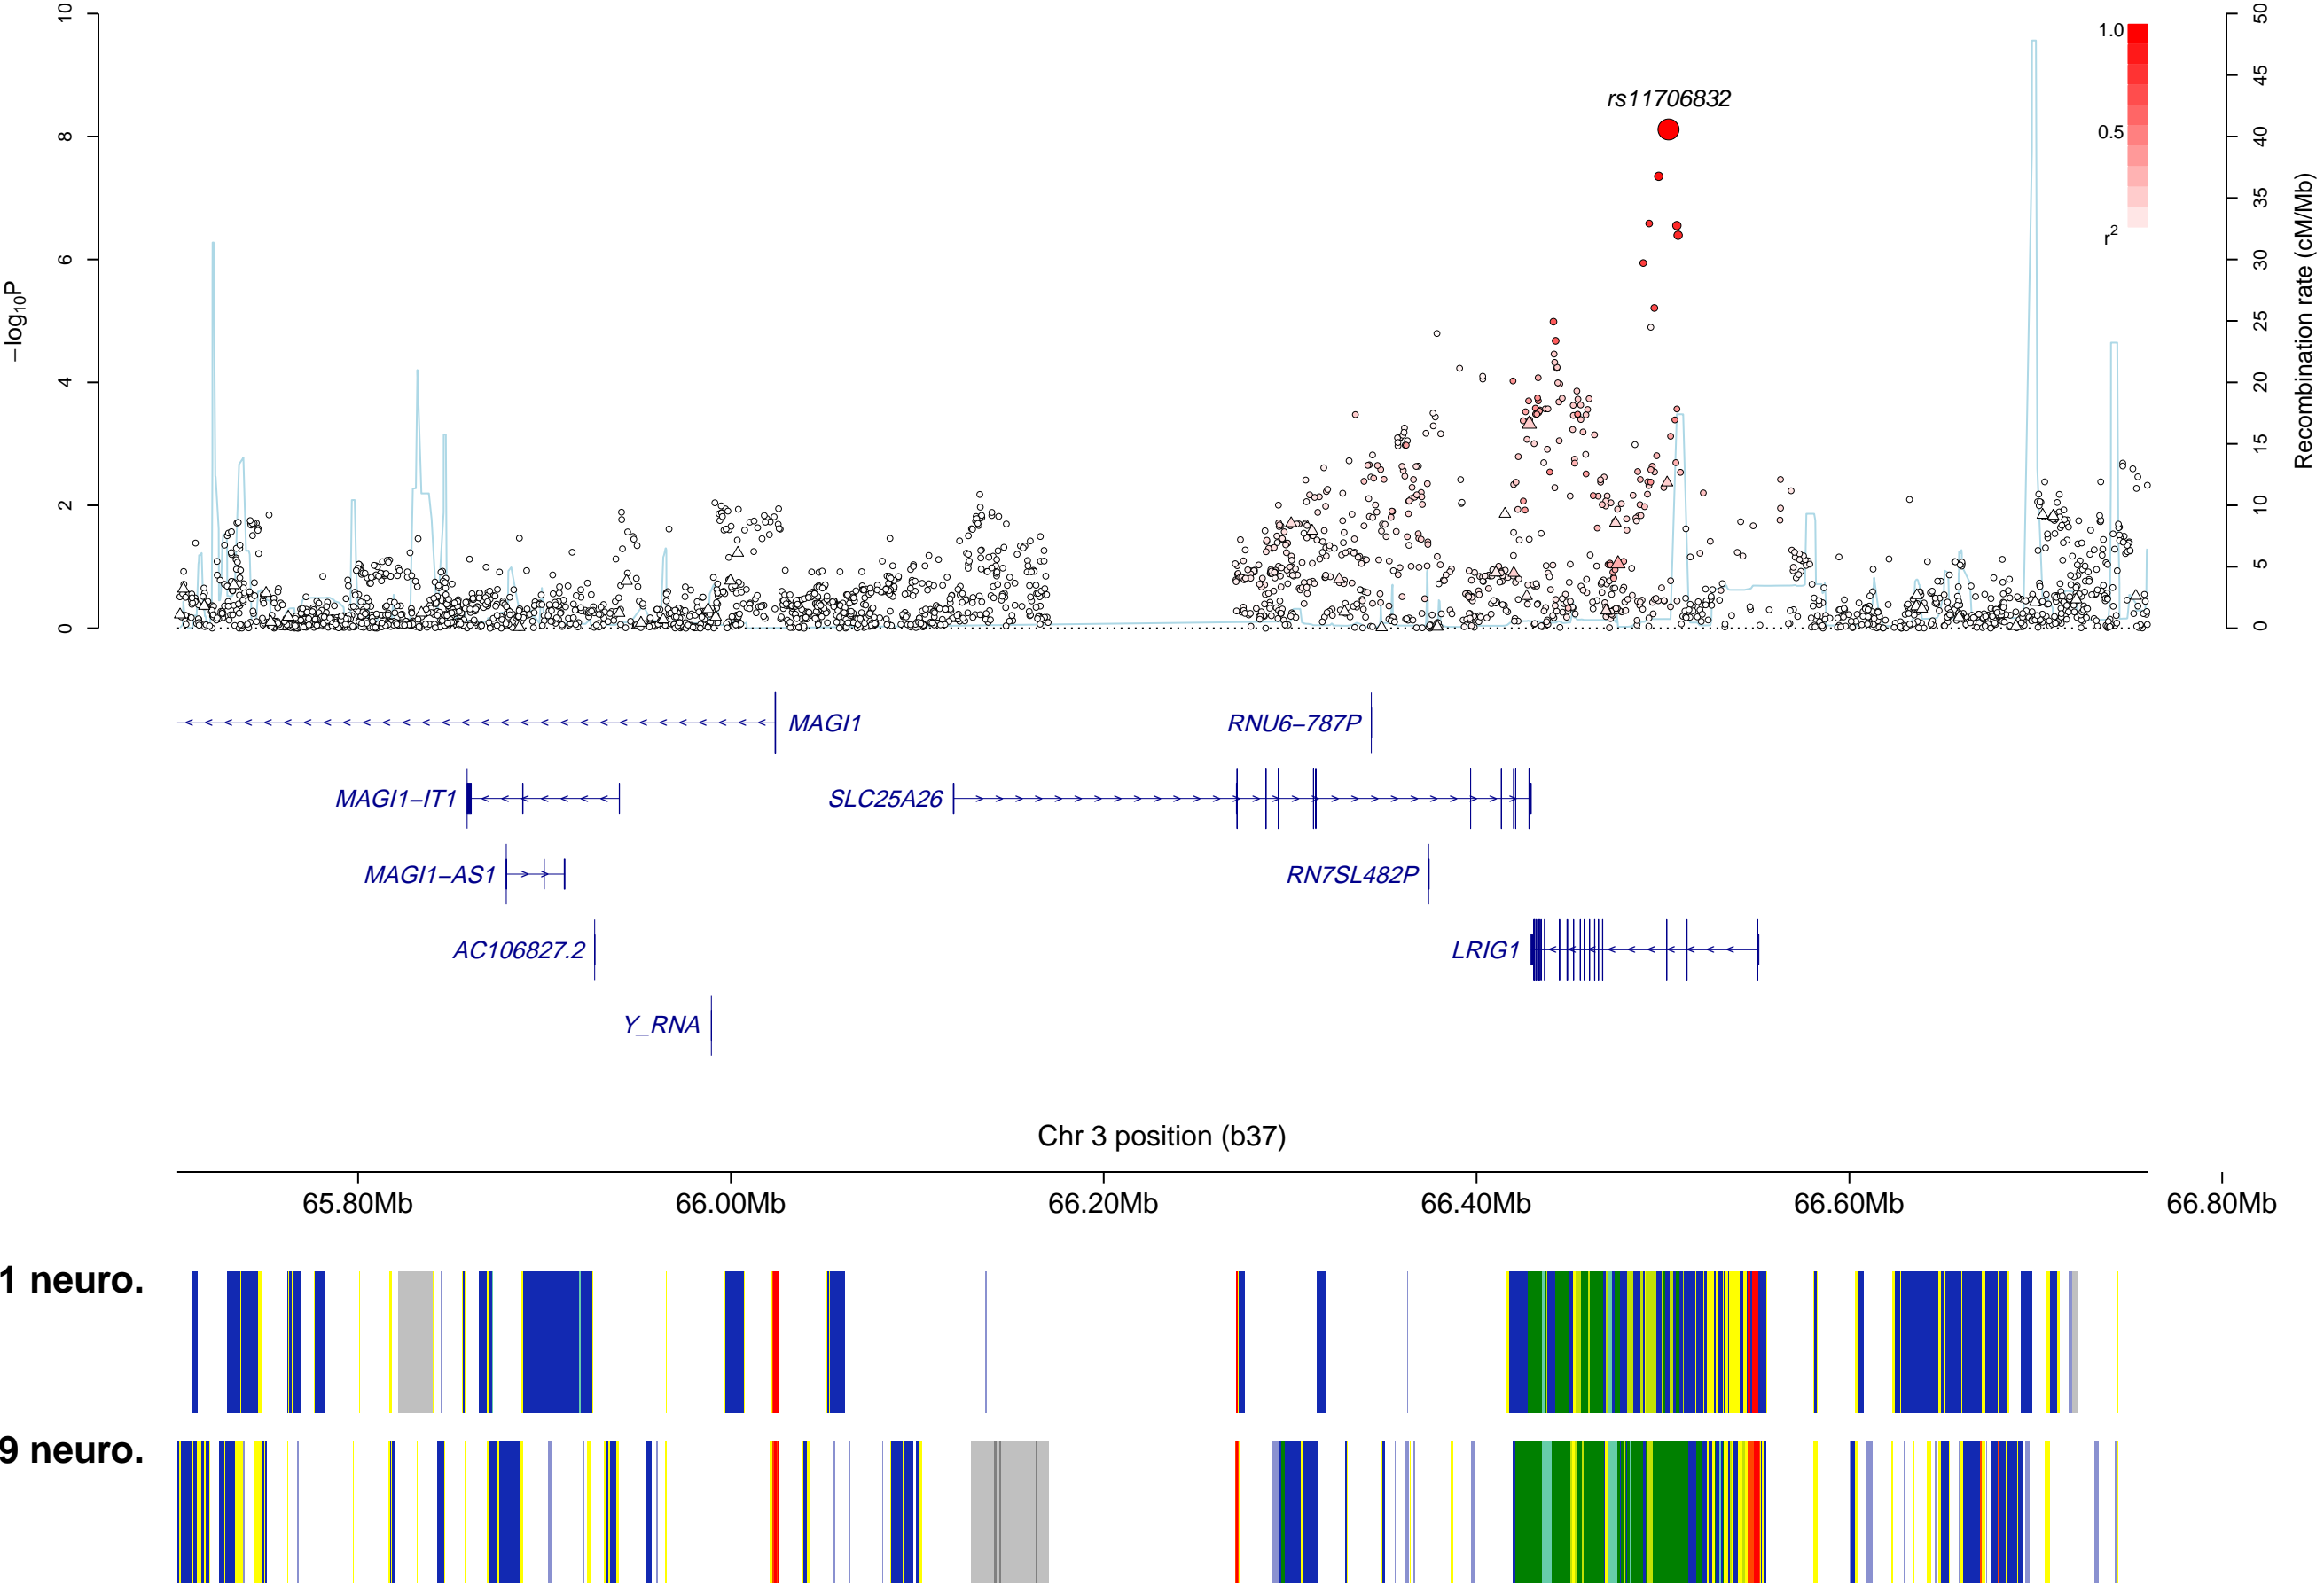 rs11706832
−log₁₀P
10
8
6
4
2
0
1.0
0.5
r²
50
45
40
35
30
25
20
15
10
5
0
Recombination rate (cM/Mb)
MAGI1
RNU6−787P
MAGI1−IT1
SLC25A26
MAGI1−AS1
RN7SL482P
AC106827.2
LRIG1
Y_RNA
Chr 3 position (b37)
65.80Mb 66.00Mb 66.20Mb 66.40Mb 66.60Mb 66.80Mb
1 neuro.
9 neuro.